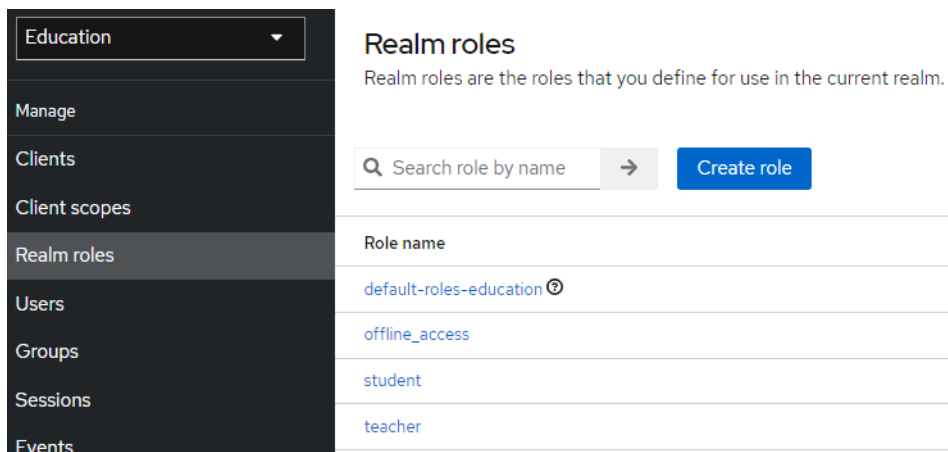 Education
Manage
Clients
Client scopes
Realm roles
Users
Groups
Sessions
Events
Realm roles
Realm roles are the roles that you define for use in the current realm.
Search role by name
Create role
Role name
default-roles-education
offline_access
student
teacher